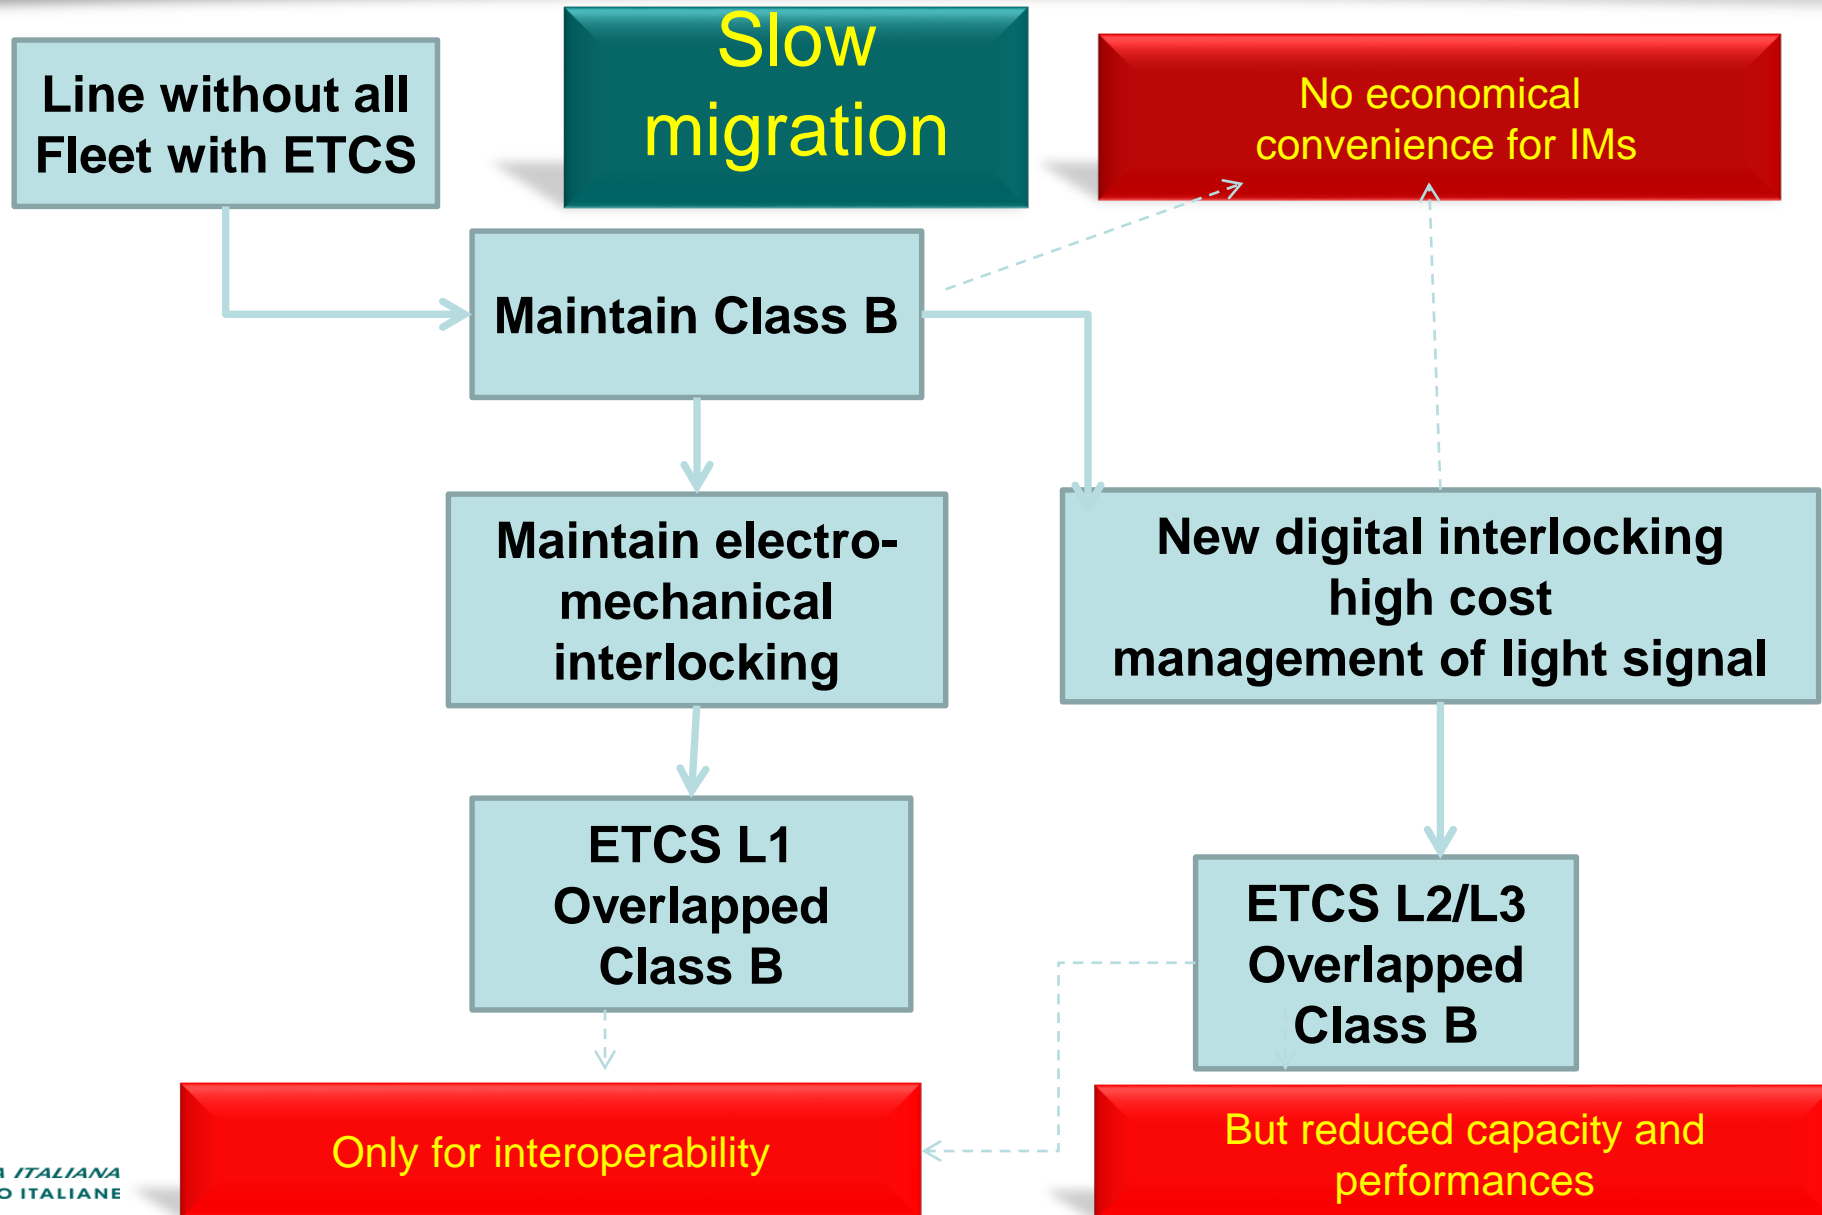 Slow
migration
Line without all
Fleet with ETCS
No economical
convenience for IMs
Maintain Class B
Maintain electro-
mechanical
interlocking
New digital interlocking
high cost
management of light signal
ETCS L1
Overlapped
Class B
ETCS L2/L3
Overlapped
Class B
Only for interoperability
But reduced capacity and
performances
ITALIANA
ITALIANE